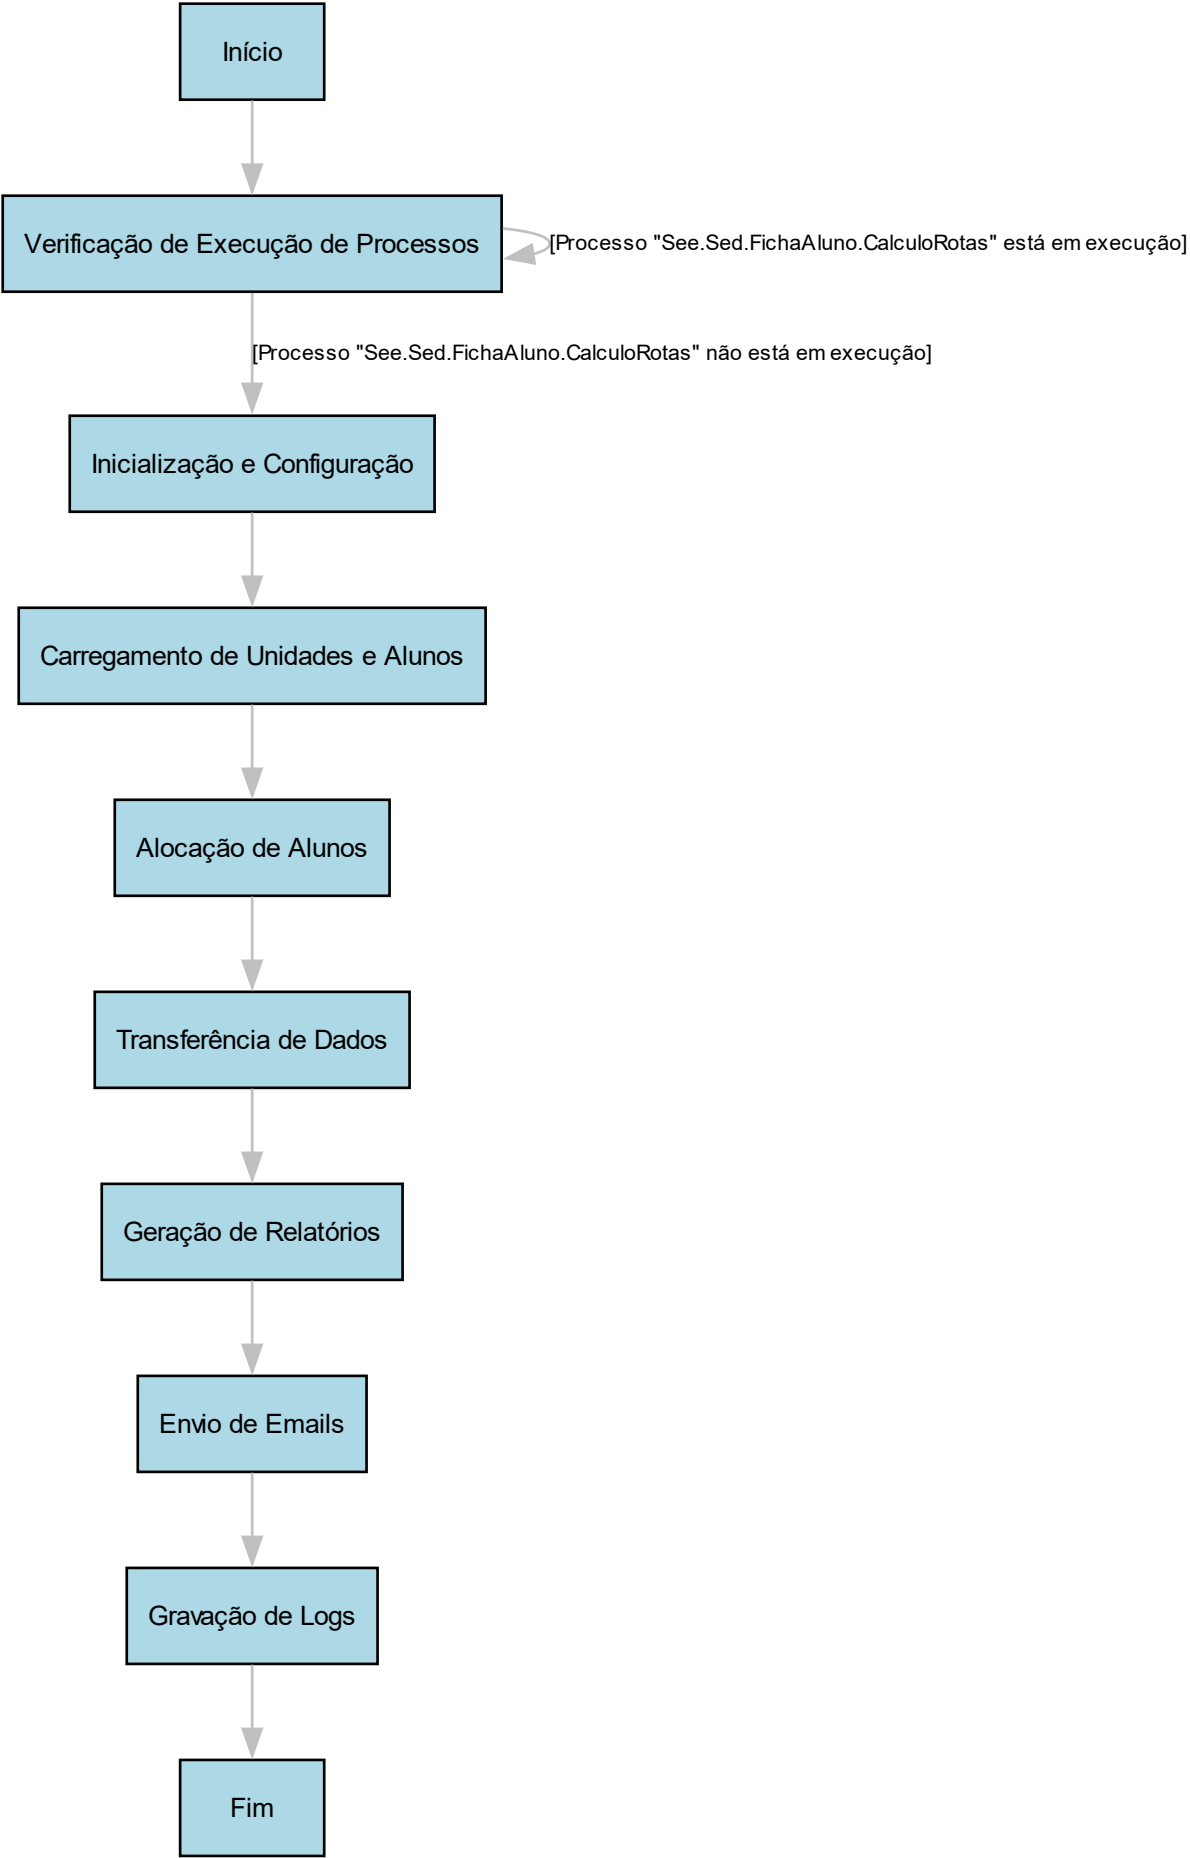 Início
Verificação de Execução de Processos
[Processo "See.Sed.FichaAluno.CalculoRotas" está em execução]
[Processo "See.Sed.FichaAluno.CalculoRotas" não está em execução]
Inicialização e Configuração
Carregamento de Unidades e Alunos
Alocação de Alunos
Transferência de Dados
Geração de Relatórios
Envio de Emails
Gravação de Logs
Fim